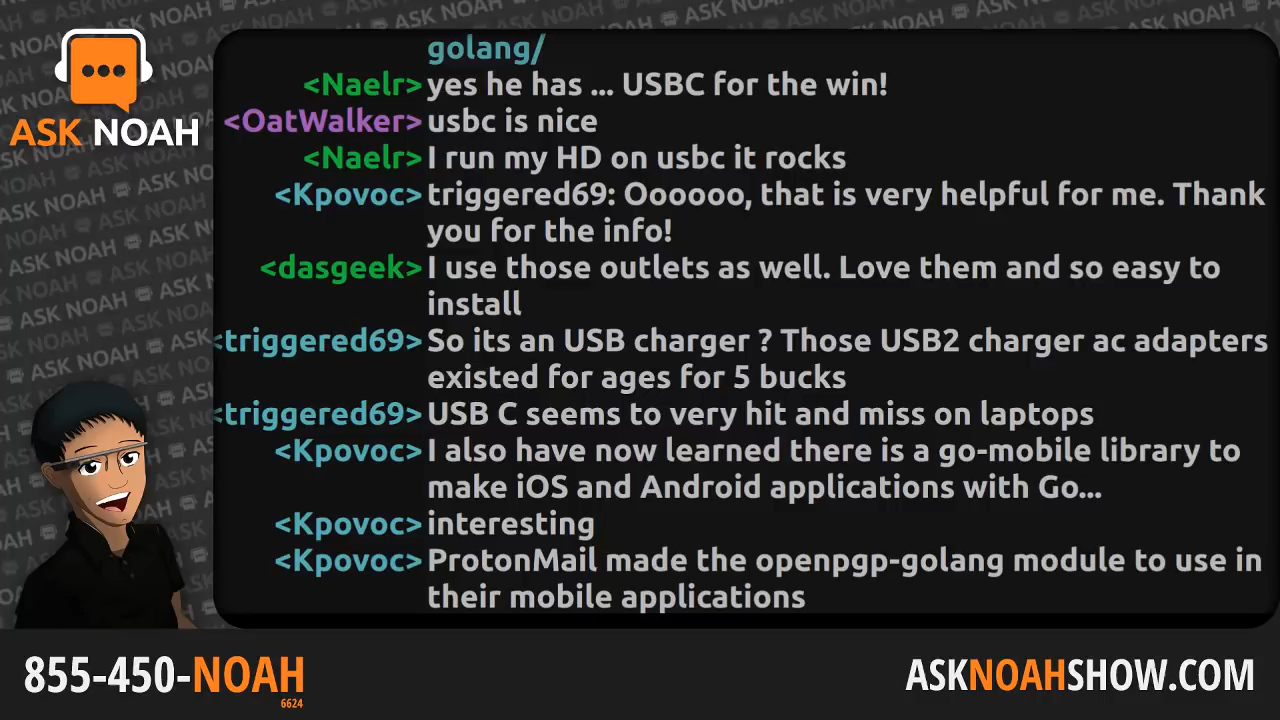 ASK NOAH
golang/
<Naelr> yes he has ... USBC for the win!
<OatWalker> usbc is nice
<Naelr> I run my HD on usbc it rocks
<Kpovoc> triggered69: Oooooo, that is very helpful for me. Thank
you for the info!
<dasgeek> I use those outlets as well. Love them and so easy to
install
<triggered69> So its an USB charger ? Those USB2 charger ac adapters
existed for ages for 5 bucks
<triggered69> USB C seems to very hit and miss on laptops
<Kpovoc> I also have now learned there is a go-mobile library to
make iOS and Android applications with Go...
<Kpovoc> interesting
<Kpovoc> ProtonMail made the openpgp-golang module to use in
their mobile applications
855-450-NOAH
6624
ASKNOAHSHOW.COM